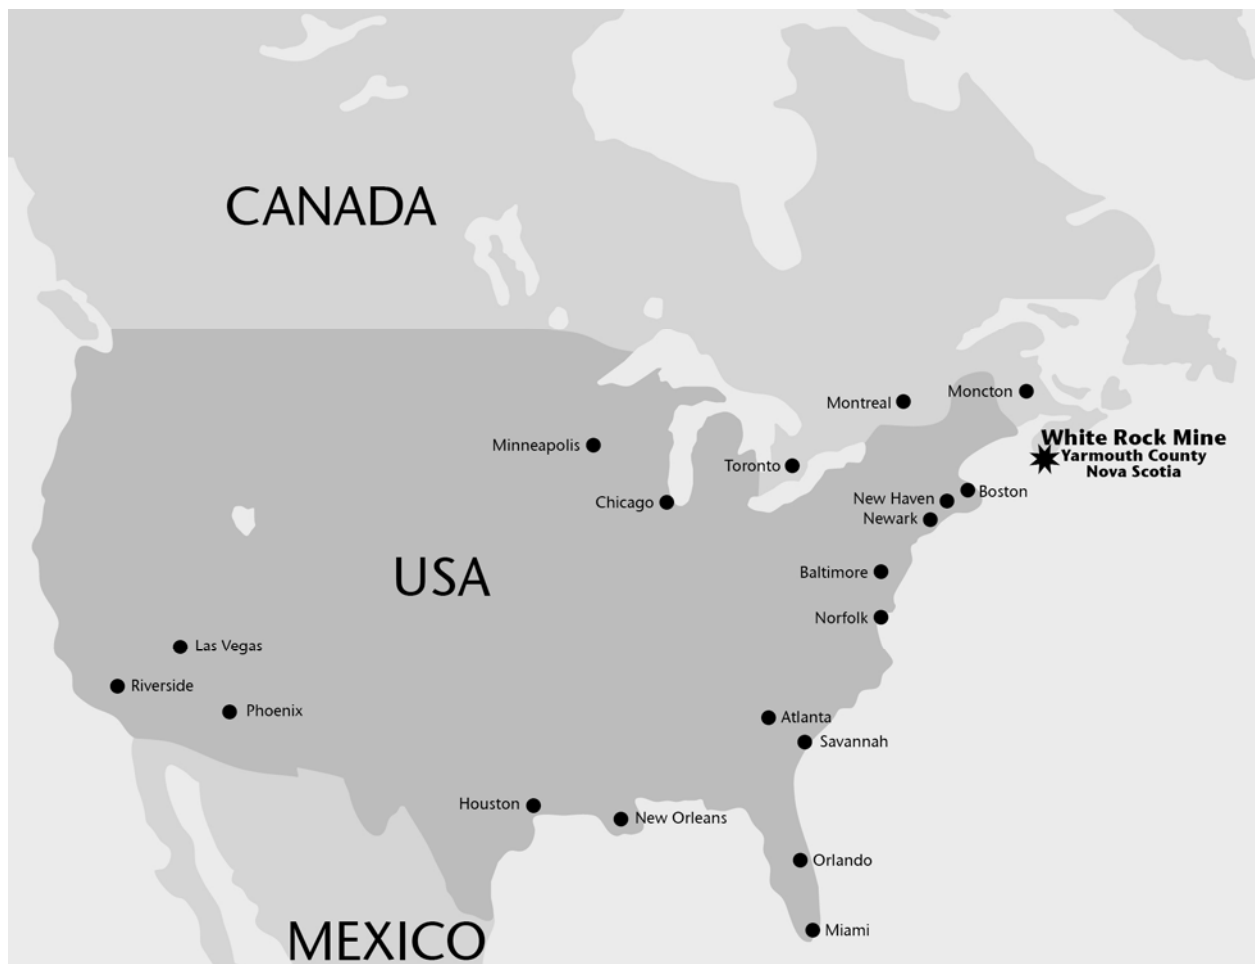 CANADA
Montreal
Moncton
White Rock Mine
Yarmouth County
Nova Scotia
Minneapolis
Toronto
Boston
Chicago
New Haven
Newark
USA
Baltimore
Norfolk
Las Vegas
Riverside
Phoenix
Atlanta
Savannah
Houston
New Orleans
Orlando
Miami
MEXICO